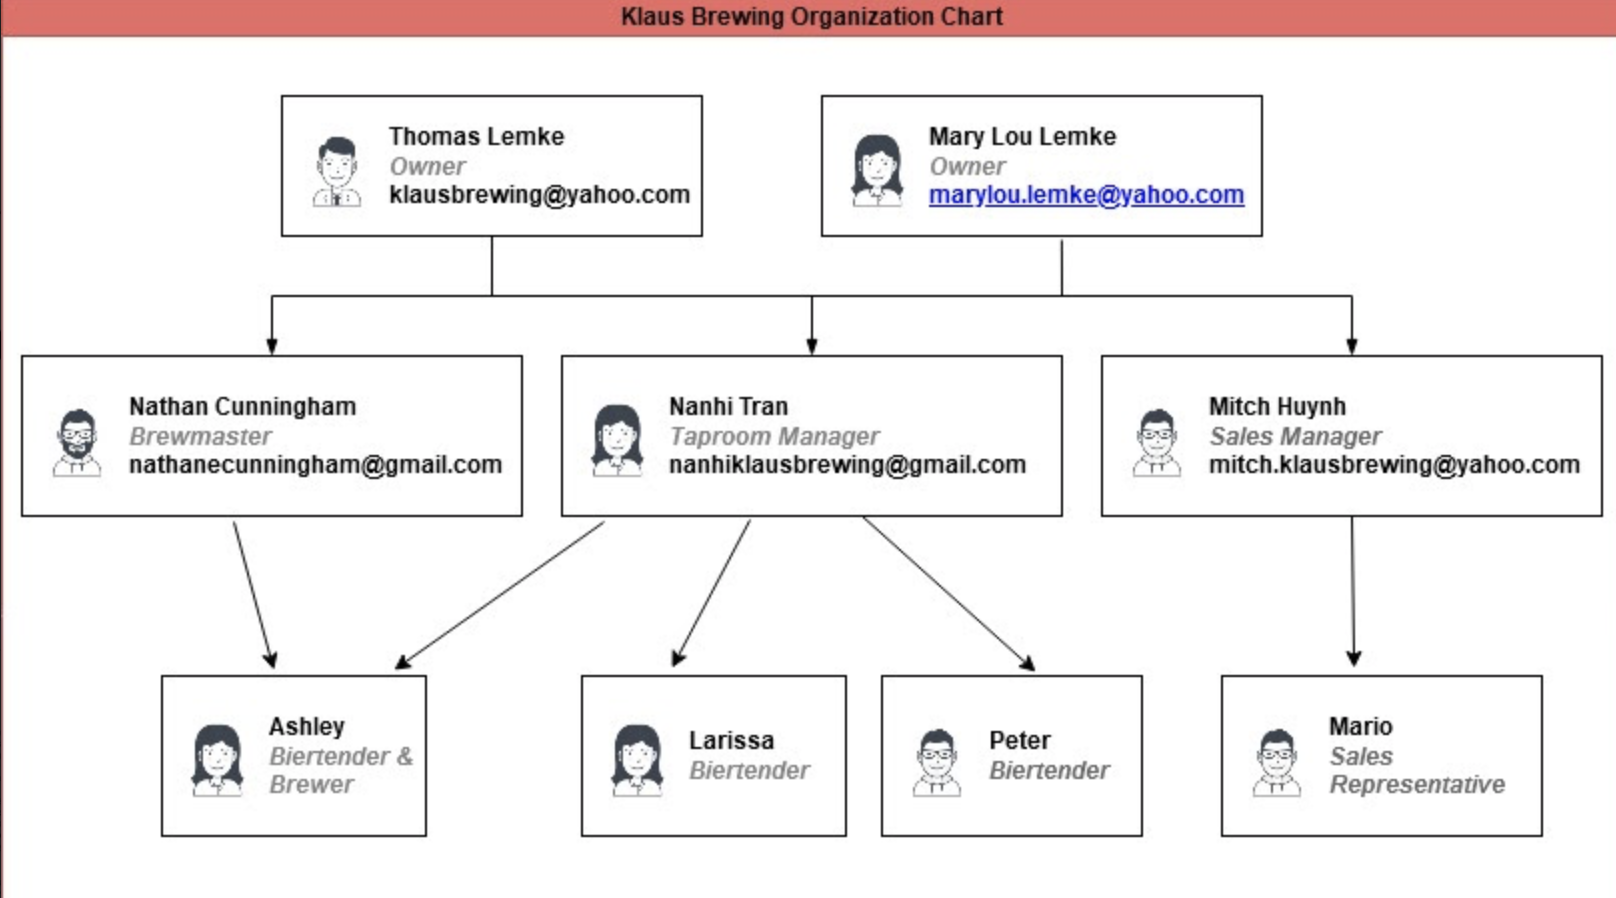 Klaus Brewing Organization Chart
Thomas Lemke
Owner
klausbrewing@yahoo.com
Mary Lou Lemke
Owner
marylou.lemke@yahoo.com
Nathan Cunningham
Brewmaster
nathanecunningham@gmail.com
Nanhi Tran
Taproom Manager
nanhiklausbrewing@gmail.com
Mitch Huynh
Sales Manager
mitch.klausbrewing@yahoo.com
Ashley
Biertender &
Brewer
Larissa
Biertender
Peter
Biertender
Mario
Sales
Representative